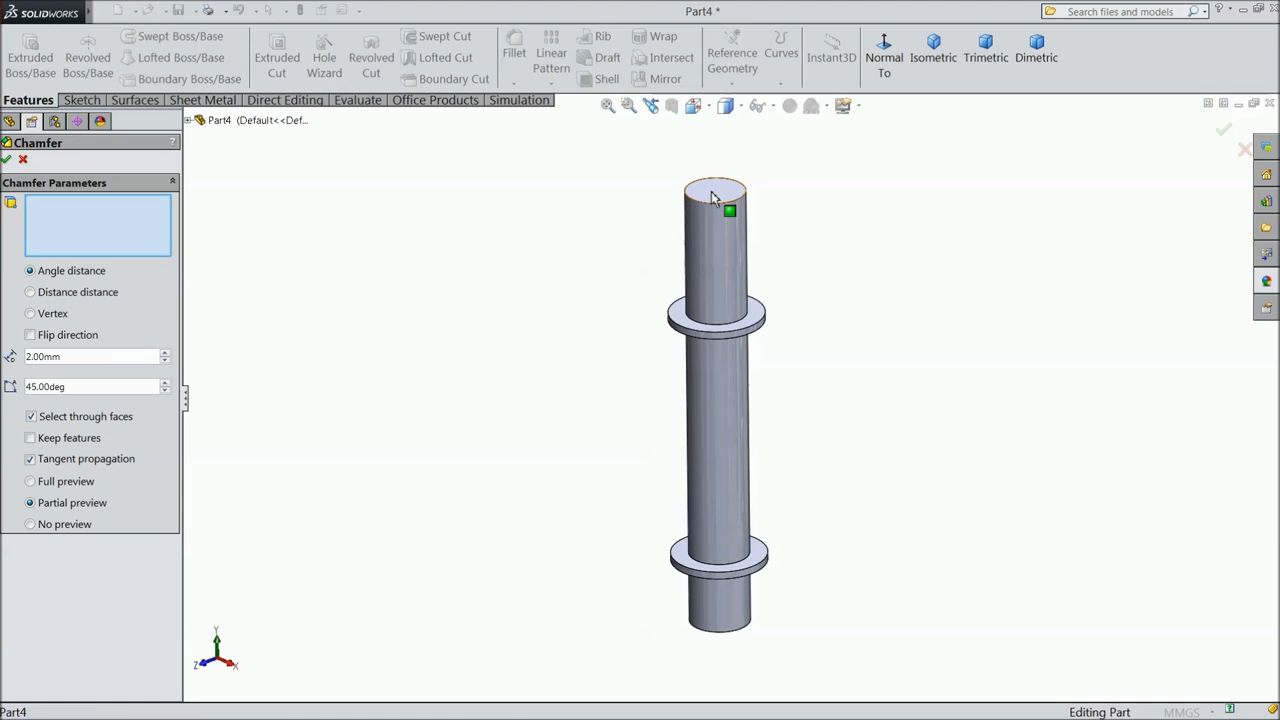 SOLIDWORKS
Part4 *
Search files and models
Extruded Boss/Base
Revolved Boss/Base
Swept Boss/Base
Lofted Boss/Base
Boundary Boss/Base
Extruded Cut
Hole Wizard
Revolved Cut
Swept Cut
Lofted Cut
Boundary Cut
Fillet
Linear Pattern
Rib
Draft
Shell
Wrap
Intersect
Mirror
Reference Geometry
Curves
Instant3D
Normal To
Isometric
Trimetric
Dimetric
Features
Sketch
Surfaces
Sheet Metal
Direct Editing
Evaluate
Office Products
Simulation
Part4 (Default<<Def...
Chamfer
?
Chamfer Parameters
Angle distance
Distance distance
Vertex
Flip direction
2.00mm
45.00deg
Select through faces
Keep features
Tangent propagation
Full preview
Partial preview
No preview
Y
Z
X
Part4
Editing Part
MMGS